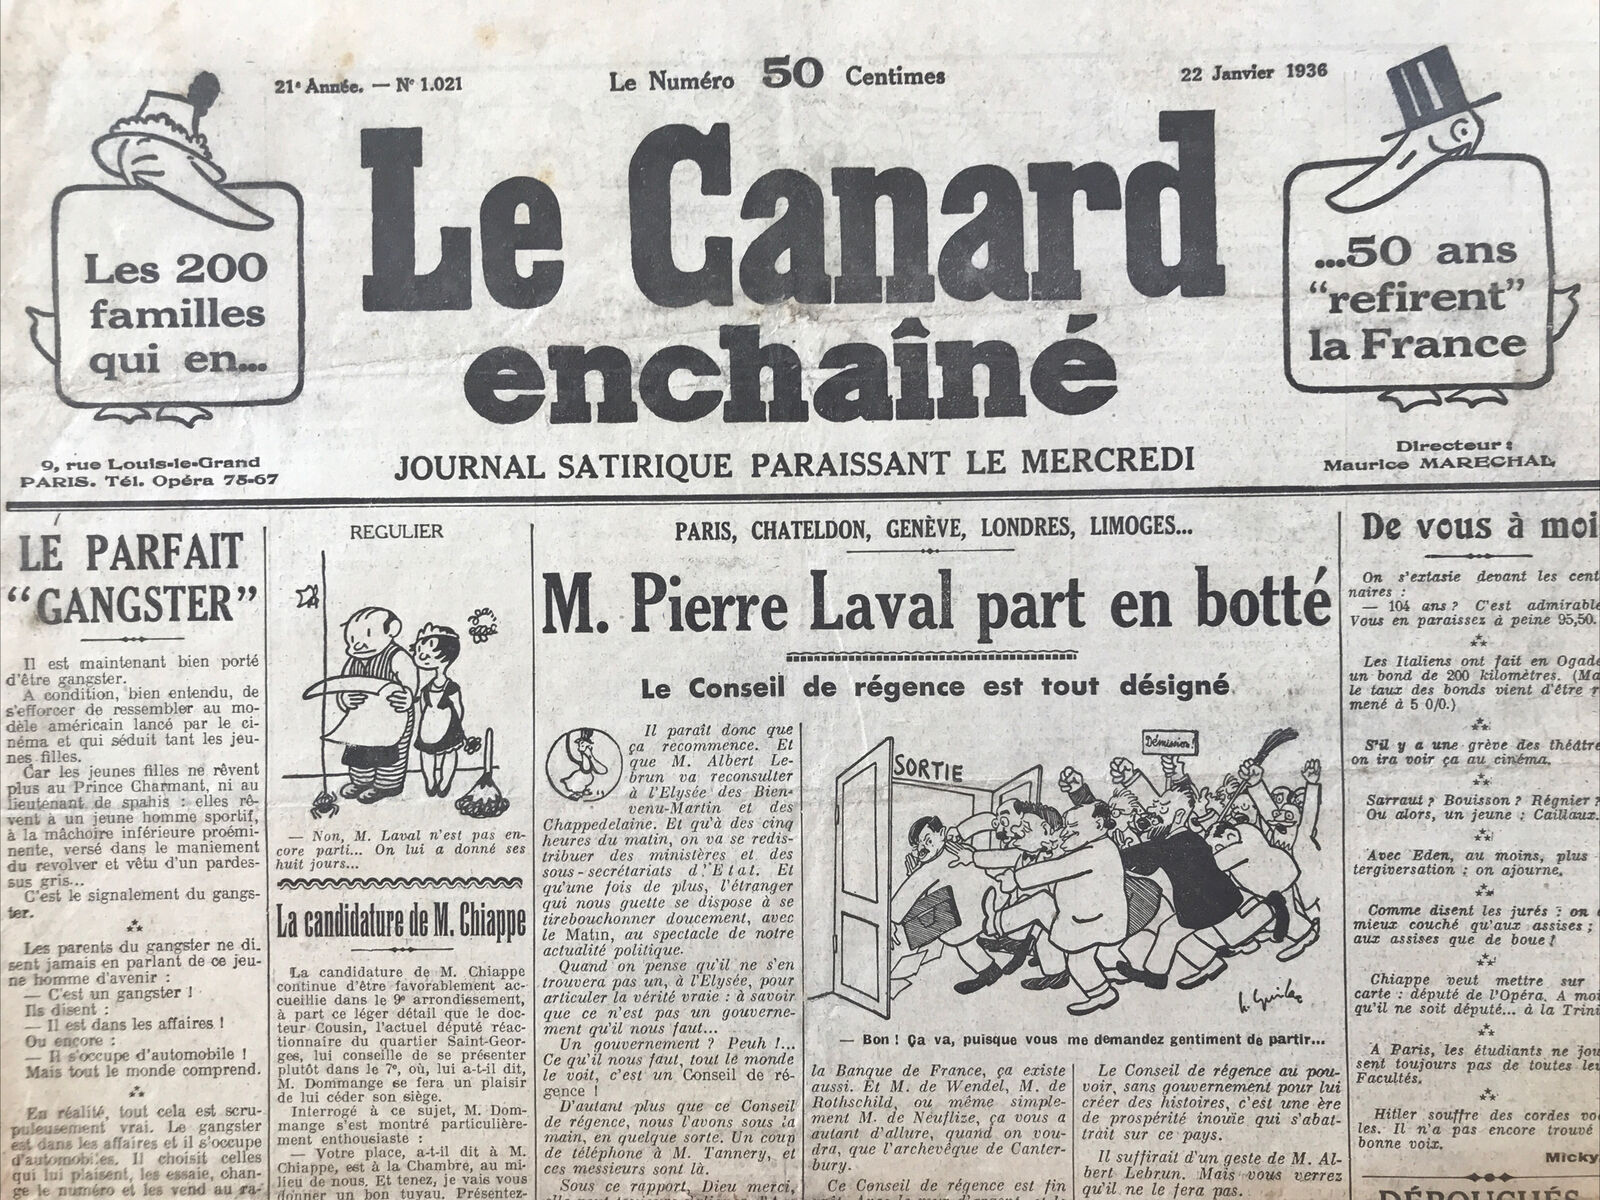 21e Année. — N° 1.021
Le Numéro 50 Centimes
22 Janvier 1936
Les 200
familles
qui en...
Le Canard
enchaîné
...50 ans
"refirent"
la France
9, rue Louis-le-Grand
PARIS. Tél. Opéra 75-67
JOURNAL SATIRIQUE PARAISSANT LE MERCREDI
Directeur :
Maurice MARECHAL
LE PARFAIT
"GANGSTER"
Il est maintenant bien porté
d'être gangster.
A condition, bien entendu, de
s'efforcer de ressembler au mo-
dèle américain lancé par le ci-
néma et qui séduit tant les jeu-
nes filles.
Car les jeunes filles ne rêvent
plus au Prince Charmant, ni au
lieutenant de spahis : elles rê-
vent à un jeune homme sportif,
à la mâchoire inférieure proémi-
nente, versé dans le maniement
du revolver et vêtu d'un pardes-
sus gris...
C'est le signalement du gangs-
ter.
Les parents du gangster ne di-
sent jamais en parlant de ce jeu-
ne homme d'avenir :
— C'est un gangster !
Ils disent :
— Il est dans les affaires !
Ou encore :
— Il s'occupe d'automobile !
Mais tout le monde comprend.
En réalité, tout cela est scru-
puleusement vrai. Le gangster
est dans les affaires et il s'occupe
d'automobiles. Il choisit celles
qui lui plaisent, les essaie, chan-
ge le numéro et les vend au ra-
REGULIER
— Non, M. Laval n'est pas en-
core parti... On lui a donné ses
huit jours...
La candidature de M. Chiappe
La candidature de M. Chiappe
continue d'être favorablement ac-
cueillie dans le 9e arrondissement,
à part ce léger détail que le doc-
teur Cousin, l'actuel député réac-
tionnaire du quartier Saint-Geor-
ges, lui conseille de se présenter
plutôt dans le 7e, où, lui a-t-il dit,
M. Dommange se fera un plaisir
de lui céder son siège.
Interrogé à ce sujet, M. Dom-
mange s'est montré particulière-
ment enthousiaste :
— Votre place, a-t-il dit à M.
Chiappe, est à la Chambre, au mi-
lieu de nous. Et tenez, je vais vous
donner un bon tuyau. Présentez-
PARIS, CHATELDON, GENÈVE, LONDRES, LIMOGES...
M. Pierre Laval part en botté
Le Conseil de régence est tout désigné
Il paraît donc que
ça recommence. Et
que M. Albert Le-
brun va reconsulter
à l'Elysée des Bien-
venu-Martin et des
Chappedelaine. Et qu'à des cinq
heures du matin, on va se redis-
tribuer des ministères et des
sous-secrétariats d'Etat. Et
qu'une fois de plus, l'étranger
qui nous guette se dispose à se
tirebouchonner doucement, avec
le Matin, au spectacle de notre
actualité politique.
Quand on pense qu'il ne s'en
trouvera pas un, à l'Elysée, pour
articuler la vérité vraie : à savoir
que ce n'est pas un gouverne-
ment qu'il nous faut...
Un gouvernement ? Peuh !...
Ce qu'il nous faut, tout le monde
le voit, c'est un Conseil de ré-
gence !
D'autant plus que ce Conseil
de régence, nous l'avons sous la
main, en quelque sorte. Un coup
de téléphone à M. Tannery, et
ces messieurs sont là.
Sous ce rapport, Dieu merci,
SORTIE
Démission !
— Bon ! Ça va, puisque vous me demandez gentiment de partir...
la Banque de France, ça existe
aussi. Et M. de Wendel, M. de
Rothschild, ou même simple-
ment M. de Neuflize, ça vous a
autant d'allure, quand on vou-
dra, que l'archevêque de Canter-
bury.
Ce Conseil de régence est fin
Le Conseil de régence au pou-
voir, sans gouvernement pour lui
créer des histoires, c'est une ère
de prospérité inouïe qui s'abat-
trait sur ce pays.
Il suffirait d'un geste de M. Al-
bert Lebrun. Mais vous verrez
qu'il ne le fera pas.
De vous à moi
On s'extasie devant les cent
naires :
— 104 ans ? C'est admirable
Vous en paraissez à peine 95,50.
Les Italiens ont fait en Ogade
un bond de 200 kilomètres. (Ma
le taux des bonds vient d'être r
mené à 5 0/0.)
S'il y a une grève des théâtre
on ira voir ça au cinéma.
Sarraut ? Bouisson ? Régnier ?
Ou alors, un jeune : Caillaux.
Avec Eden, au moins, plus
tergiversation : on ajourne.
Comme disent les jurés : on
mieux couché qu'aux assises ;
aux assises que de boue !
Chiappe veut mettre sur
carte : député de l'Opéra. A moi
qu'il ne soit député... à la Trini
A Paris, les étudiants ne jou
sent toujours pas de toutes leu
Facultés.
Hitler souffre des cordes vo
les. Il n'a pas encore trouvé
bonne voix.
Micky